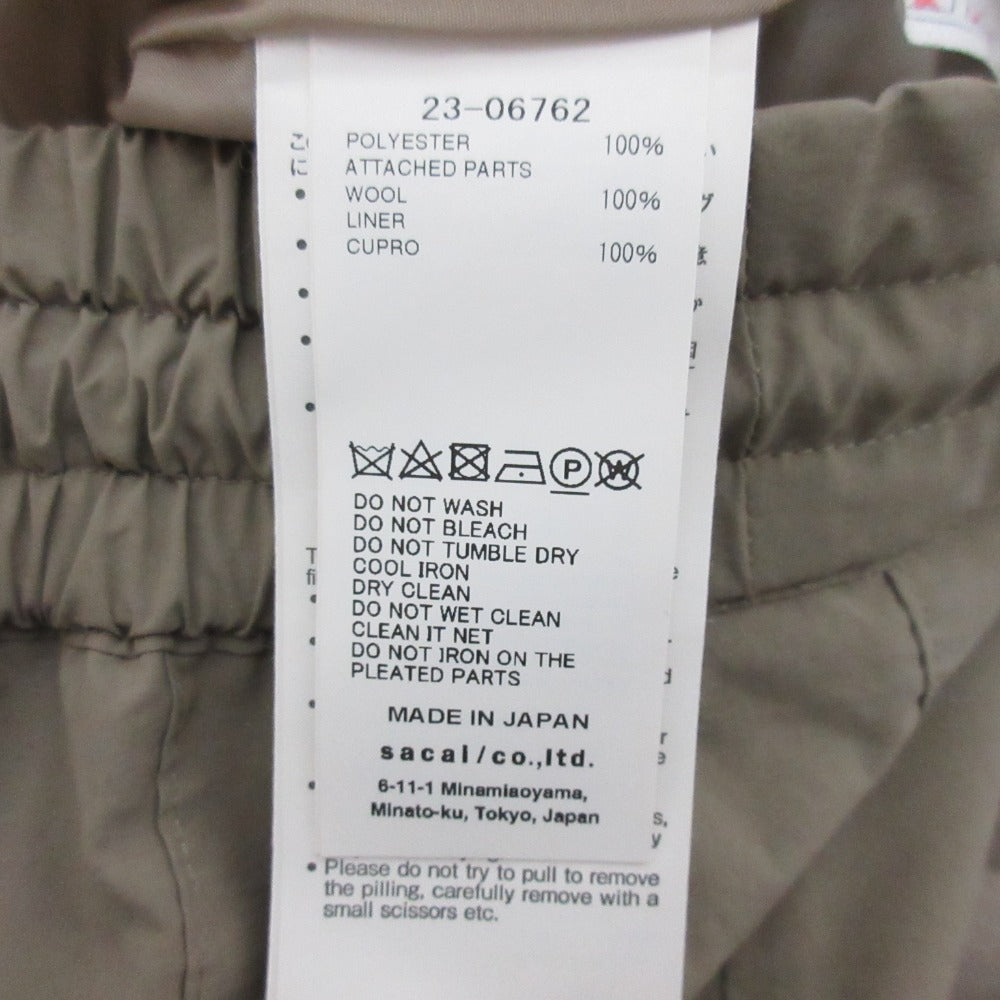 23-06762
POLYESTER 100%
ATTACHED PARTS
WOOL 100%
LINER
CUPRO 100%
P W
DO NOT WASH
DO NOT BLEACH
DO NOT TUMBLE DRY
COOL IRON
DRY CLEAN
DO NOT WET CLEAN
CLEAN IT NET
DO NOT IRON ON THE
PLEATED PARTS
MADE IN JAPAN
sacai/co.,ltd.
6-11-1 Minamiaoyama,
Minato-ku, Tokyo, Japan
• Please do not try to pull to remove
the pilling, carefully remove with a
small scissors etc.